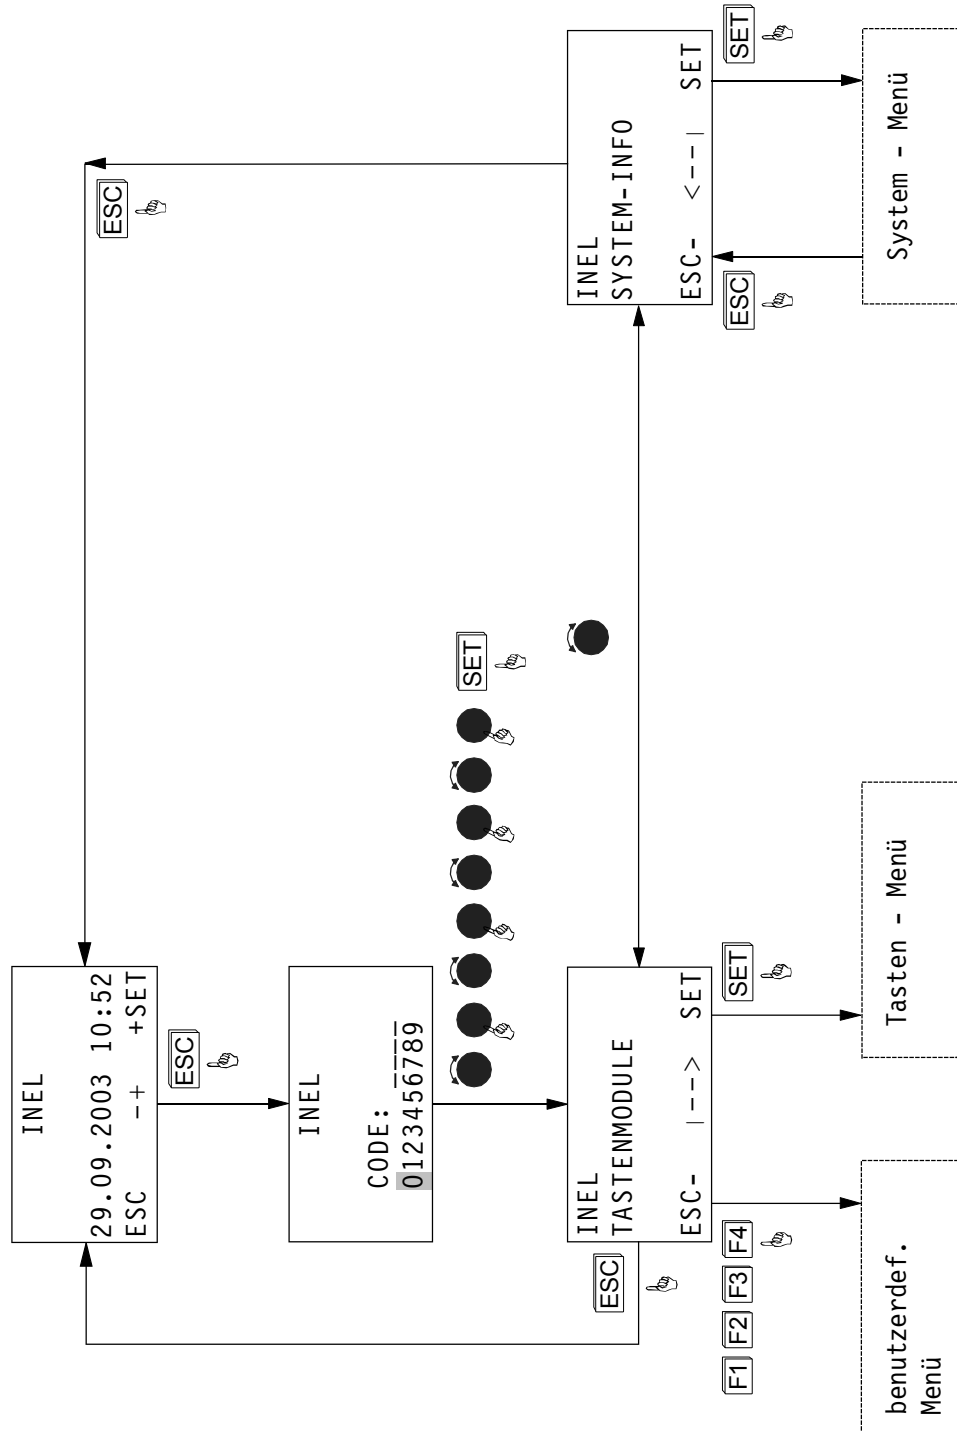 INEL
29.09.2003 10:52
ESC -+ +SET
ESC
INEL
CODE: ____
0123456789
SET
INEL
TASTENMODULE
ESC- |--> SET
ESC
F1 F2 F3 F4
SET
benutzerdef.
Menü
Tasten - Menü
ESC
INEL
SYSTEM-INFO
ESC- <--| SET
ESC
SET
System - Menü